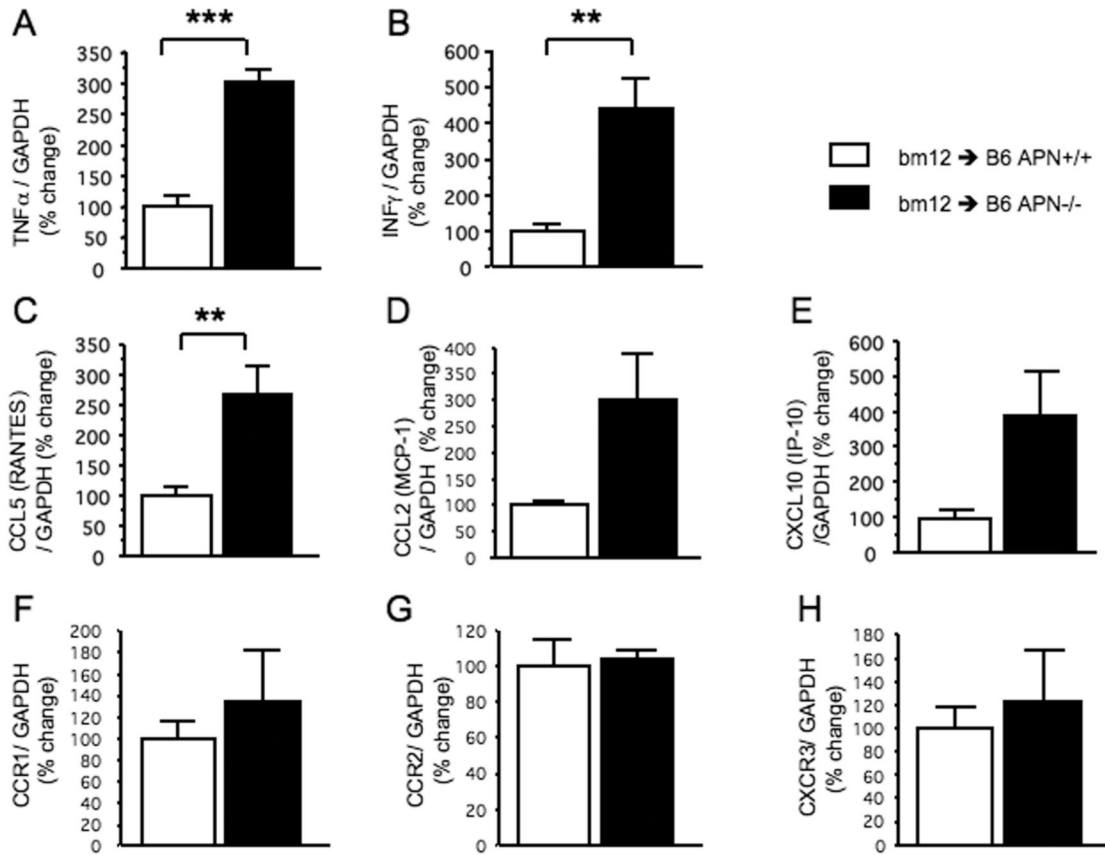 A
***
TNFα / GAPDH
(% change)
350
300
250
200
150
100
50
0
B
**
INFγ / GAPDH
(% change)
600
500
400
300
200
100
0
bm12 ➔ B6 APN+/+
bm12 ➔ B6 APN-/-
C
**
CCL5 (RANTES)
/ GAPDH (% change)
350
300
250
200
150
100
50
0
D
CCL2 (MCP-1)
/ GAPDH (% change)
400
350
300
250
200
150
100
50
0
E
CXCL10 (IP-10)
/GAPDH (% change)
600
500
400
300
200
100
0
F
CCR1/ GAPDH
(% change)
200
180
160
140
120
100
80
60
40
20
0
G
CCR2/ GAPDH
(% change)
120
100
80
60
40
20
0
H
CXCR3/ GAPDH
(% change)
180
160
140
120
100
80
60
40
20
0